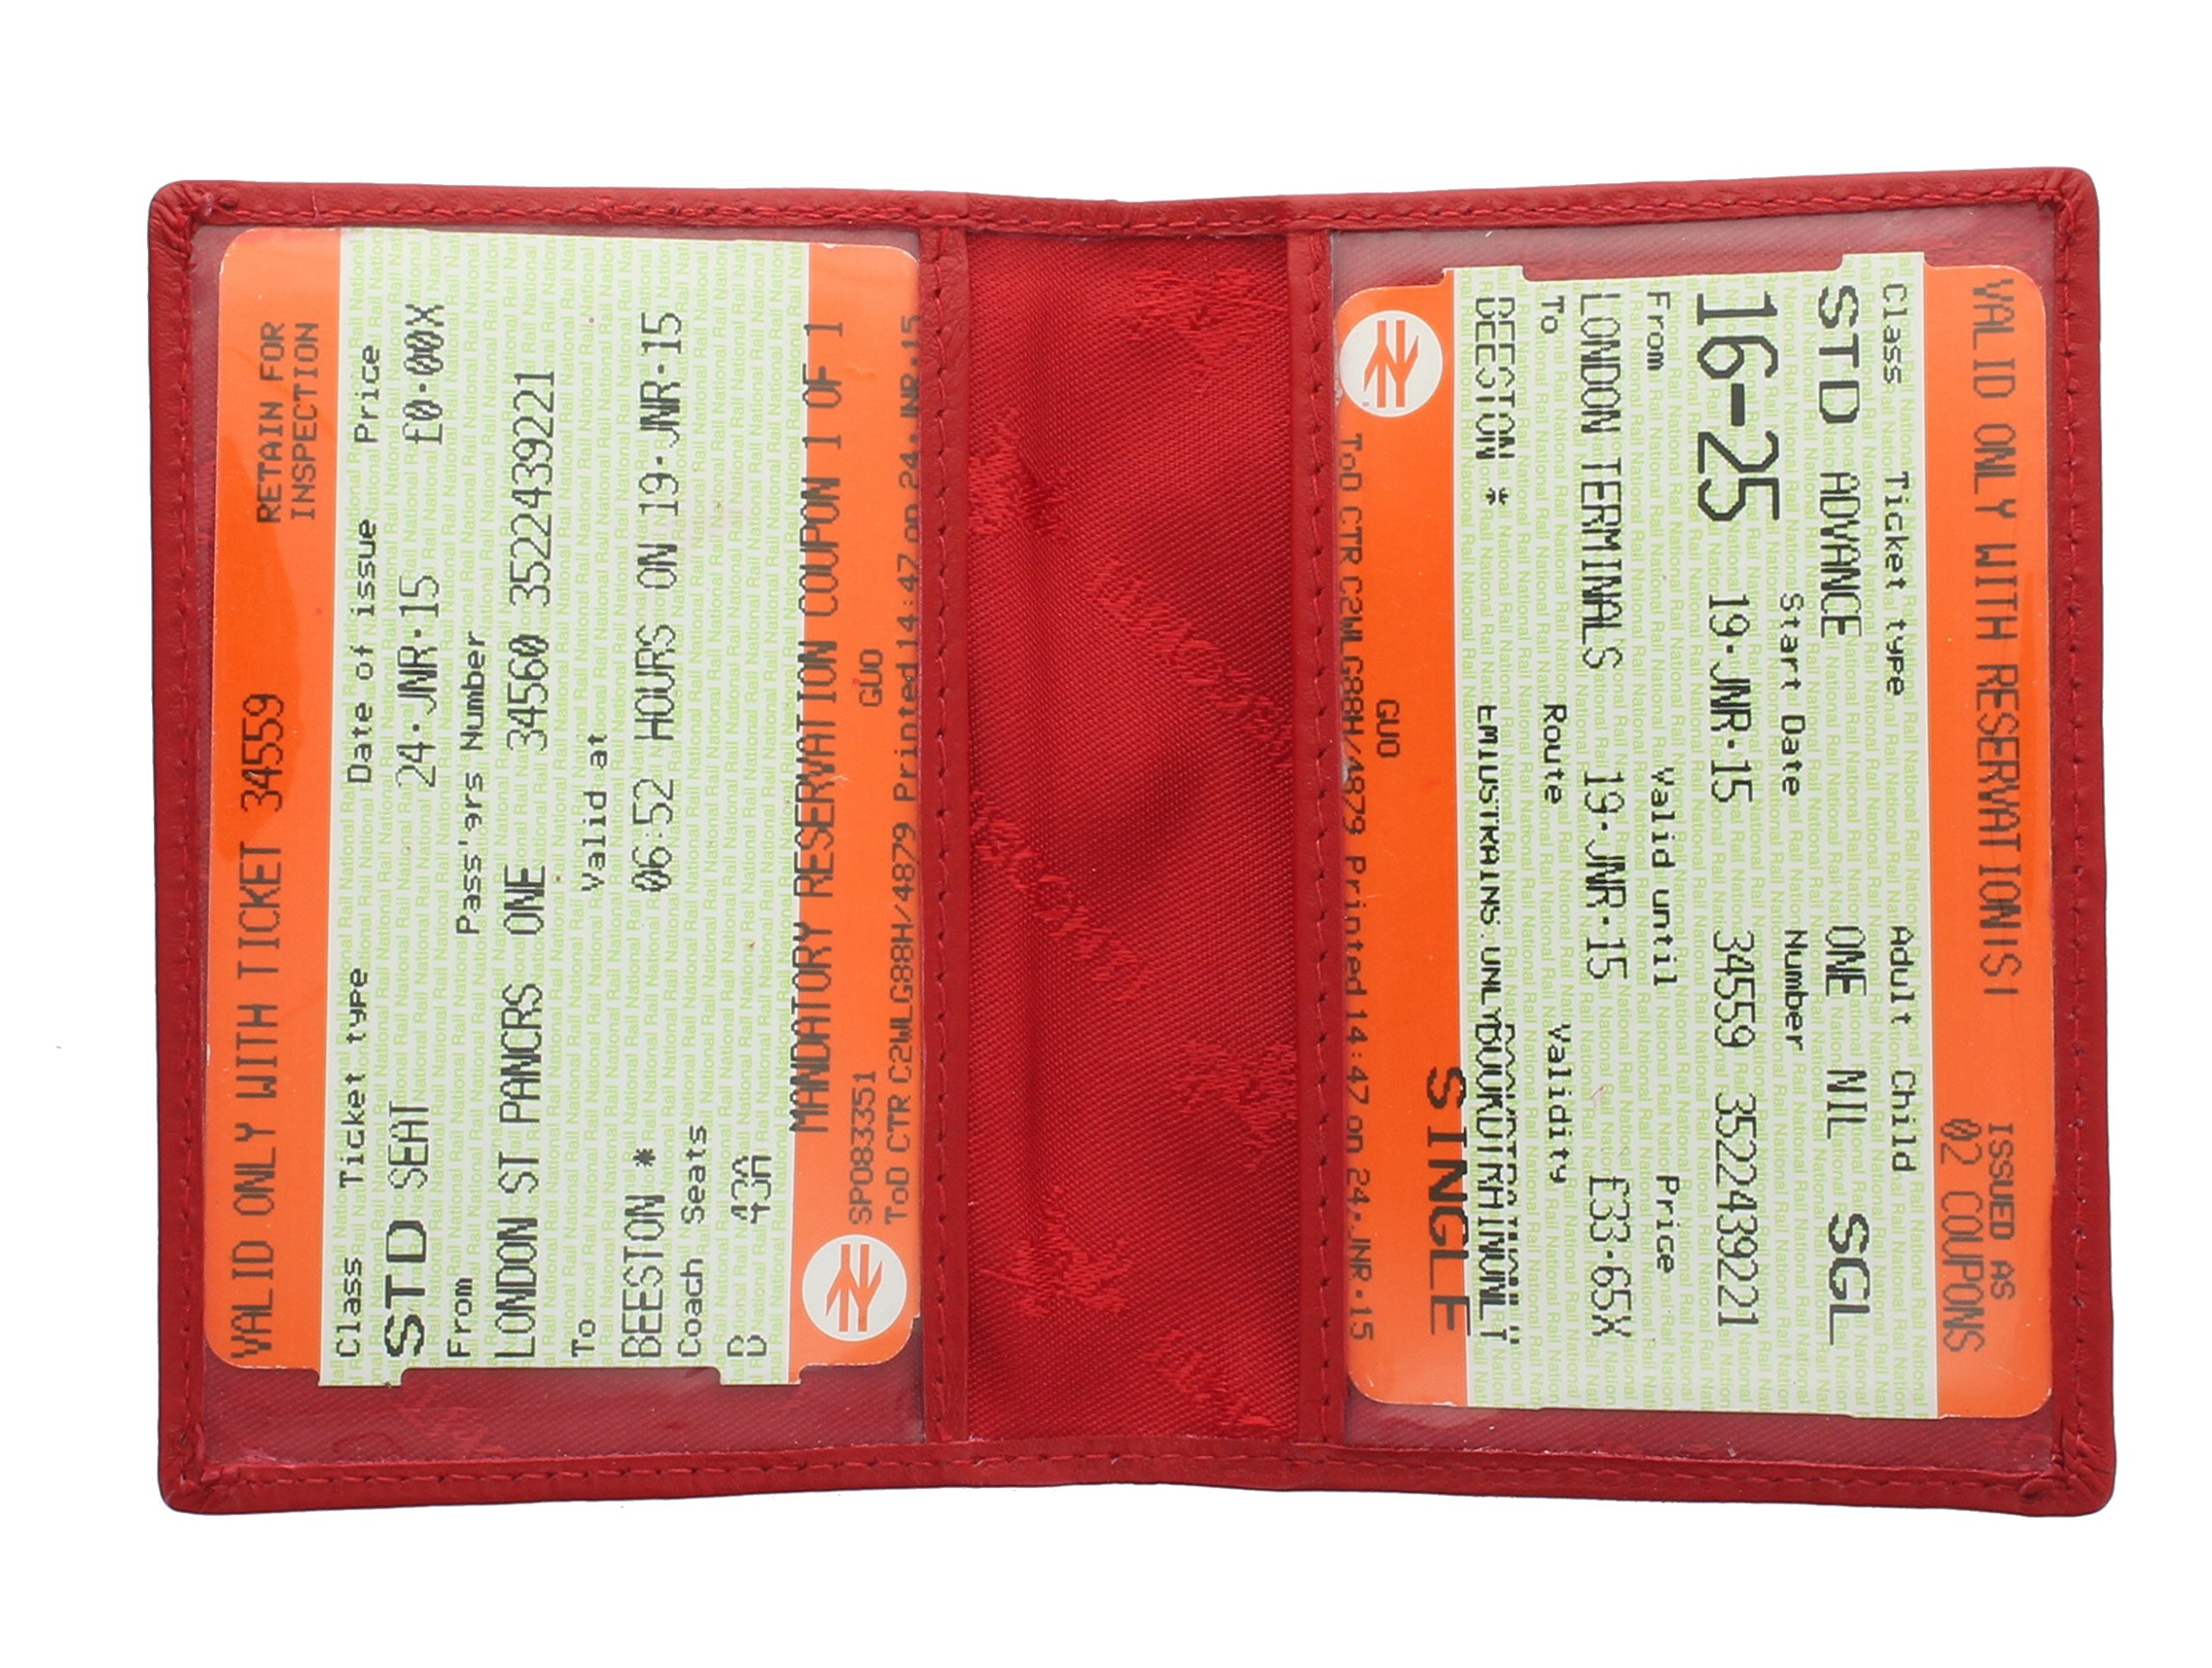 VALID ONLY WITH TICKET 34559
RETAIN FOR
INSPECTION
Class Ticket type Date of issue Price
STD SEAT 24·JNR·15 £0·00X
From Pass'grs Number
LONDON ST PANCRS ONE 34560 3522439221
To Valid at
BEESTON * 06:52 HOURS ON 19·JNR·15
Coach Seats
D 43A
MANDATORY RESERVATION COUPON 1 OF 1
SP083351 GUO
ToD CTR C2WLG88H/4879 Printed 14:47 on 24·JNR·15
VALID ONLY WITH RESERVATION(S)
ISSUED AS
02 COUPONS
Class Ticket type Adult Child
STD ADVANCE ONE NIL SGL
Start Date Number
16-25 19·JNR·15 34559 35224392221
From Valid until Price
LONDON TERMINALS 19·JNR·15 £33·65X
To Route Validity
BEESTON *
SINGLE
GUO
ToD CTR C2WLG88H/4879 Printed 14:47 on 24·JNR·15